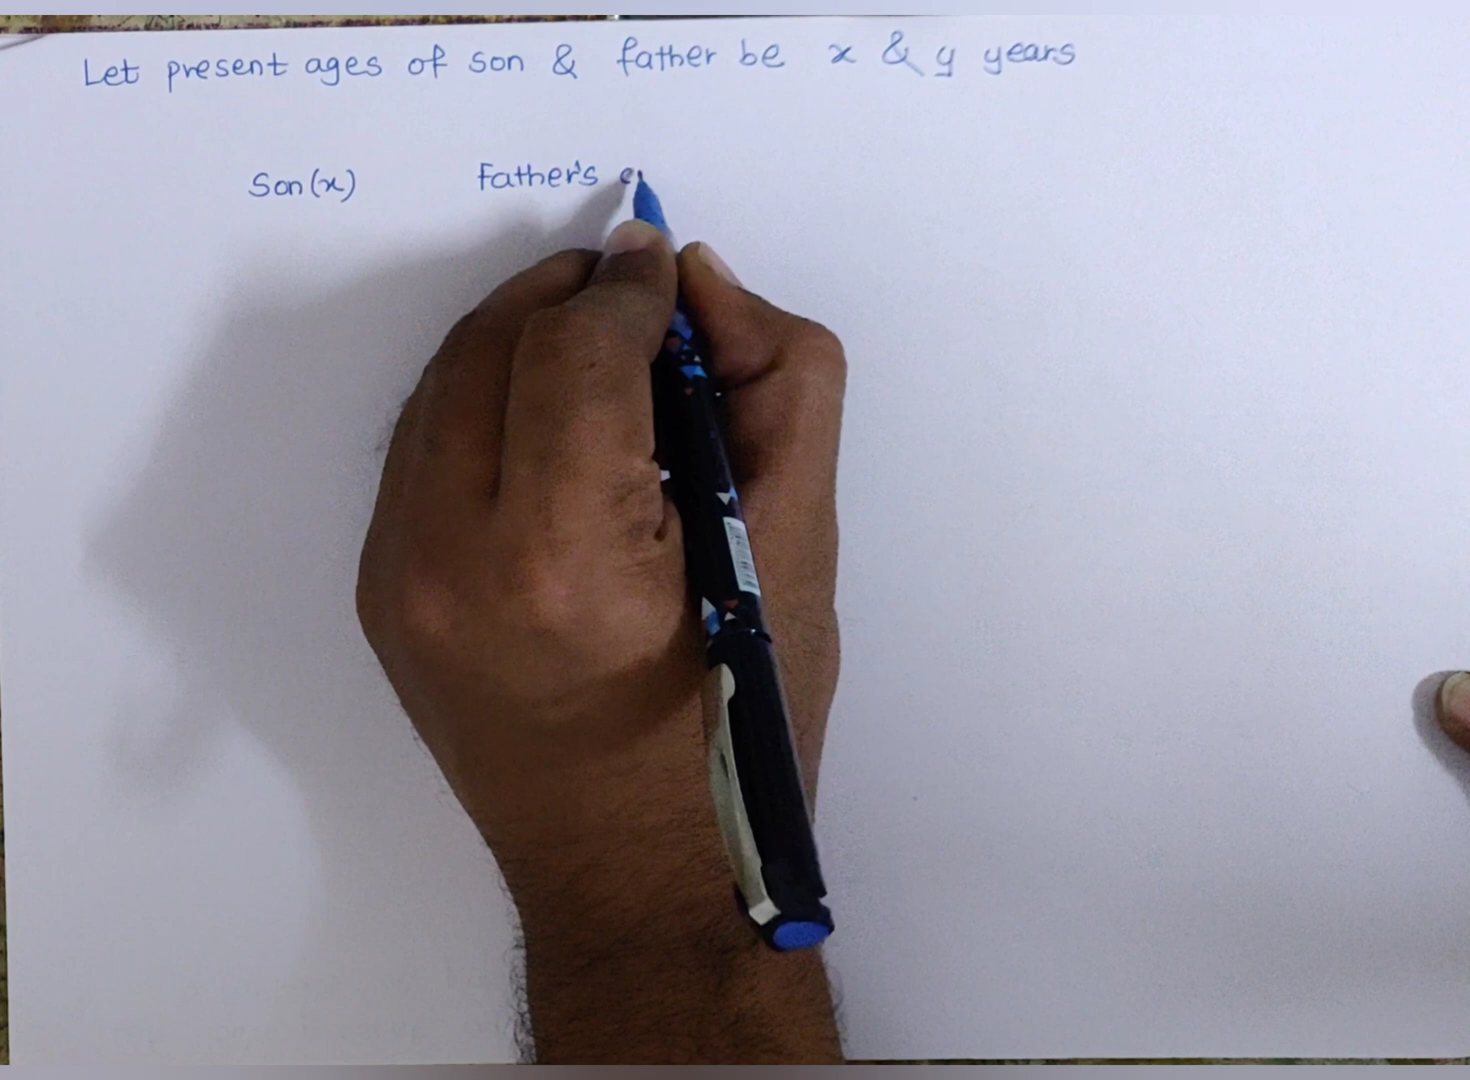 Let present ages of son & father be x & y years
Son(x) Father's